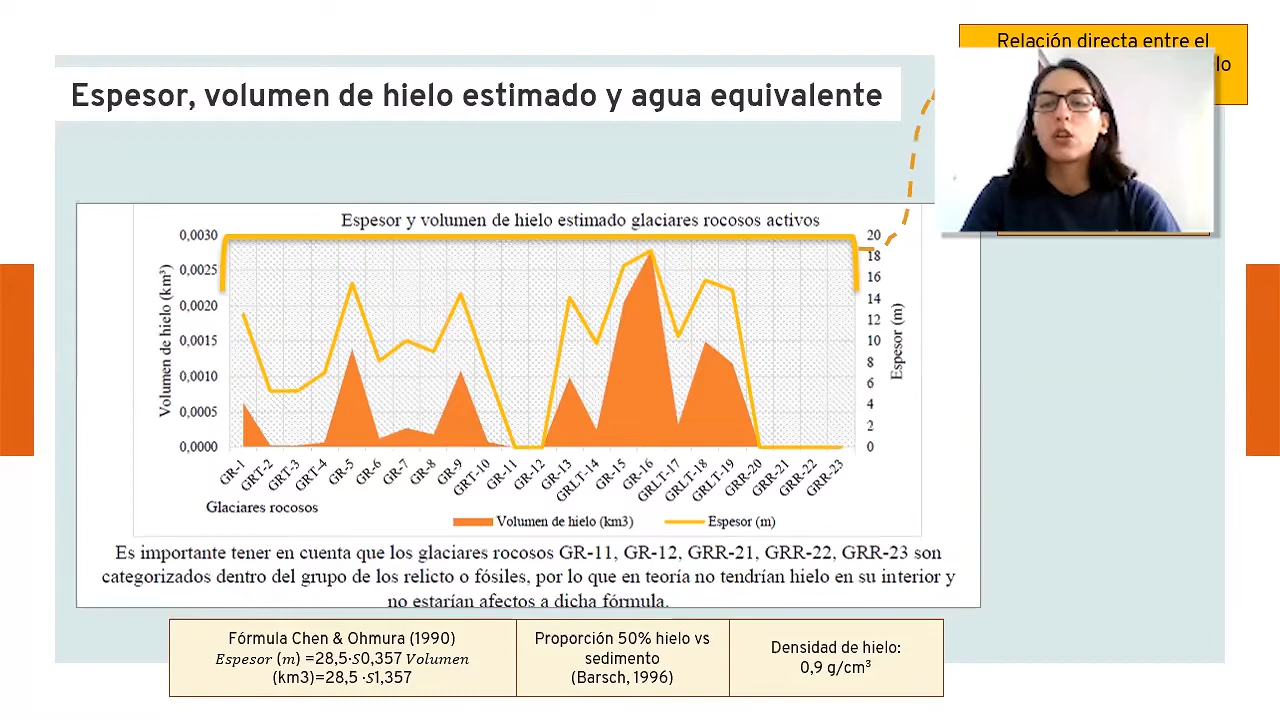 Relación directa entre el
lo
Espesor, volumen de hielo estimado y agua equivalente
Espesor y volumen de hielo estimado glaciares rocosos activos
0,0030
0,0025
0,0020
0,0015
0,0010
0,0005
0,0000
Volumen de hielo (km³)
20
18
16
14
12
10
8
6
4
2
0
Espesor (m)
GR-1
GRT-2
GRT-3
GRT-4
GR-5
GR-6
GR-7
GR-8
GR-9
GRT-10
GR-11
GR-12
GR-13
GRLT-14
GR-15
GR-16
GRLT-17
GRLT-18
GRLT-19
GRR-20
GRR-21
GRR-22
GRR-23
Glaciares rocosos
Volumen de hielo (km3)
Espesor (m)
Es importante tener en cuenta que los glaciares rocosos GR-11, GR-12, GRR-21, GRR-22, GRR-23 son
categorizados dentro del grupo de los relicto o fósiles, por lo que en teoría no tendrían hielo en su interior y
no estarían afectos a dicha fórmula.
Fórmula Chen & Ohmura (1990)
Espesor (m) =28,5·S0,357 Volumen
(km3)=28,5 ·S1,357
Proporción 50% hielo vs
sedimento
(Barsch, 1996)
Densidad de hielo:
0,9 g/cm³